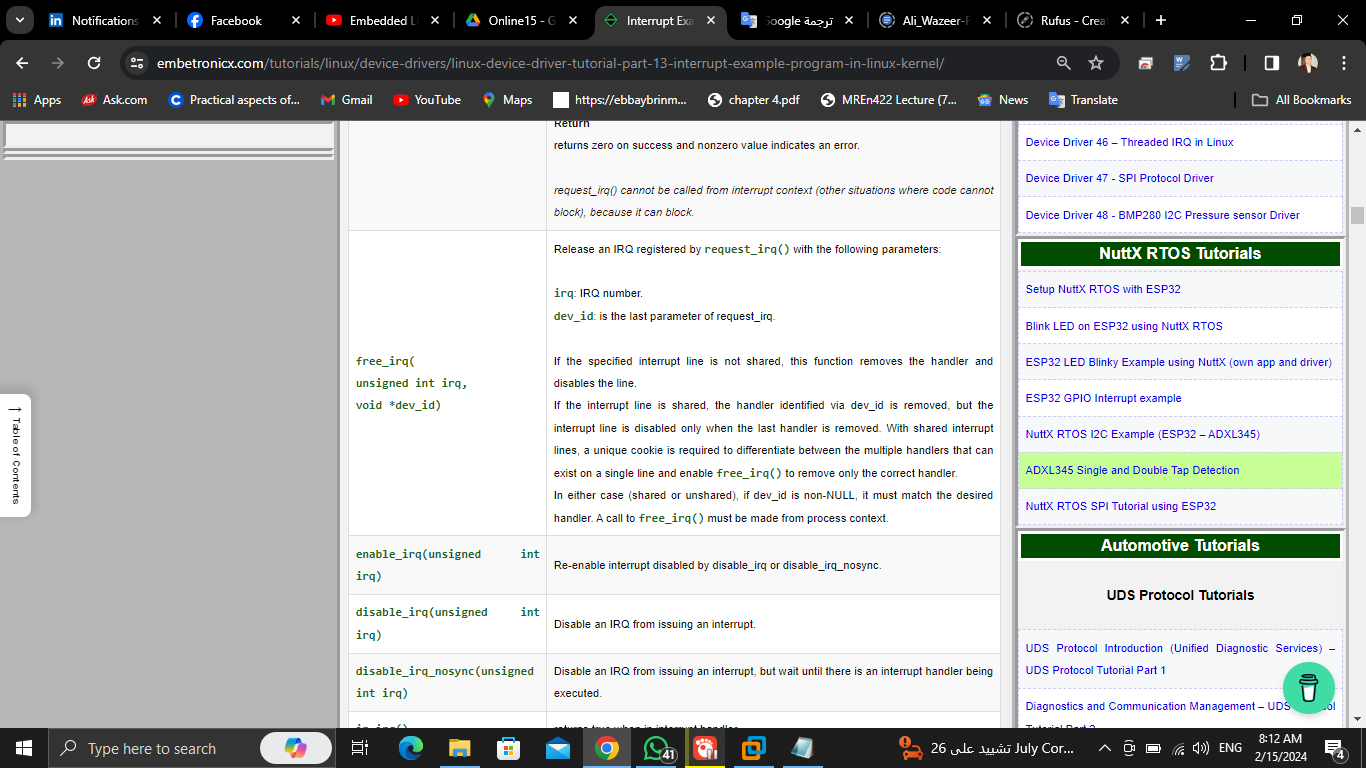 Notifications
Facebook
Embedded Li
Online15 - G
Interrupt Exa
ترجمة Google
Ali_Wazeer-R
Rufus - Crea
embetronicx.com/tutorials/linux/device-drivers/linux-device-driver-tutorial-part-13-interrupt-example-program-in-linux-kernel/
Apps
Ask.com
Practical aspects of...
Gmail
YouTube
Maps
https://ebbaybrinm...
chapter 4.pdf
MREn422 Lecture (7...
News
Translate
All Bookmarks
Return
returns zero on success and nonzero value indicates an error.
request_irq() cannot be called from interrupt context (other situations where code cannot
block), because it can block.
free_irq(
unsigned int irq,
void *dev_id)
Release an IRQ registered by request_irq() with the following parameters:
irq: IRQ number.
dev_id: is the last parameter of request_irq.
If the specified interrupt line is not shared, this function removes the handler and
disables the line.
If the interrupt line is shared, the handler identified via dev_id is removed, but the
interrupt line is disabled only when the last handler is removed. With shared interrupt
lines, a unique cookie is required to differentiate between the multiple handlers that can
exist on a single line and enable free_irq() to remove only the correct handler.
In either case (shared or unshared), if dev_id is non-NULL, it must match the desired
handler. A call to free_irq() must be made from process context.
enable_irq(unsigned int
irq)
Re-enable interrupt disabled by disable_irq or disable_irq_nosync.
disable_irq(unsigned int
irq)
Disable an IRQ from issuing an interrupt.
disable_irq_nosync(unsigned
int irq)
Disable an IRQ from issuing an interrupt, but wait until there is an interrupt handler being
executed.
in_irq()
returns true when in interrupt handler
→ Table of Contents
Device Driver 46 – Threaded IRQ in Linux
Device Driver 47 - SPI Protocol Driver
Device Driver 48 - BMP280 I2C Pressure sensor Driver
NuttX RTOS Tutorials
Setup NuttX RTOS with ESP32
Blink LED on ESP32 using NuttX RTOS
ESP32 LED Blinky Example using NuttX (own app and driver)
ESP32 GPIO Interrupt example
NuttX RTOS I2C Example (ESP32 – ADXL345)
ADXL345 Single and Double Tap Detection
NuttX RTOS SPI Tutorial using ESP32
Automotive Tutorials
UDS Protocol Tutorials
UDS Protocol Introduction (Unified Diagnostic Services) –
UDS Protocol Tutorial Part 1
Diagnostics and Communication Management – UDS
Tutorial Part 2
Type here to search
41
26 تشييد على July Cor...
ENG
8:12 AM
2/15/2024
4